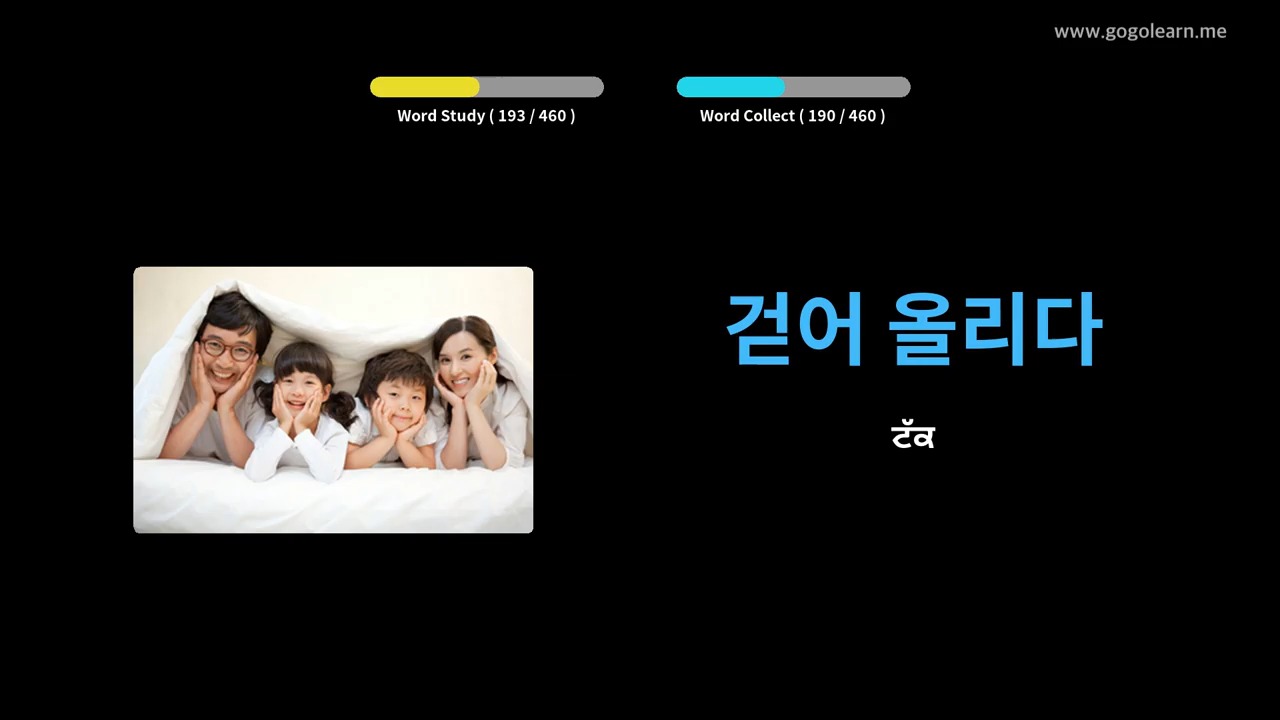 www.gogolearn.me
Word Study ( 193 / 460 )
Word Collect ( 190 / 460 )
걷어 올리다
ਟੱਕ